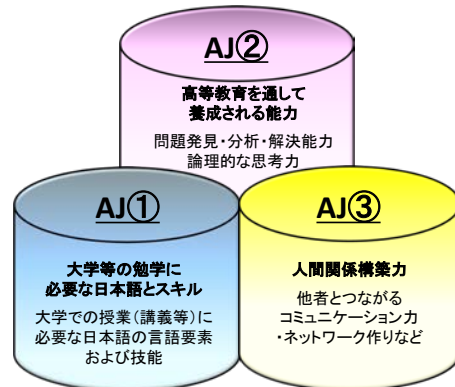 AJ②
高等教育を通して
養成される能力
問題発見・分析・解決能力
論理的な思考力
AJ①
大学等の勉学に
必要な日本語とスキル
大学での授業（講義等）に
必要な日本語の言語要素
および技能
AJ③
人間関係構築力
他者とつながる
コミュニケーション力
・ネットワーク作りなど